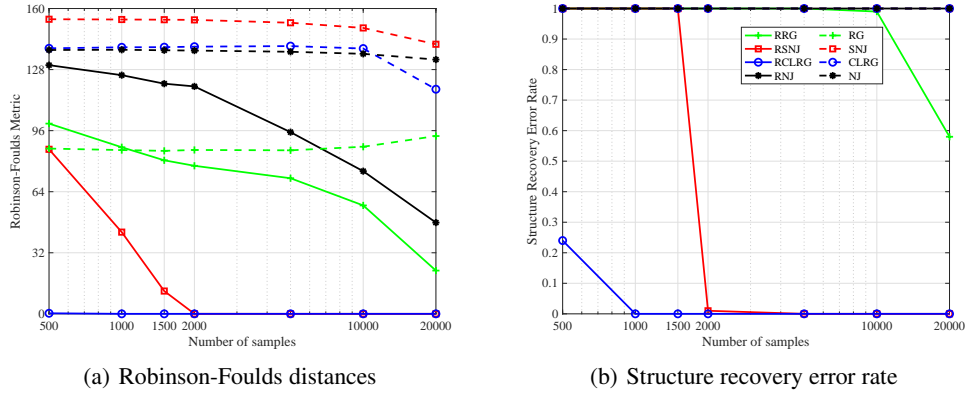 160
128
96
64
32
0
Robinson-Foulds Metric
500
1000
1500
2000
10000
20000
Number of samples
(a) Robinson-Foulds distances
1
0.9
0.8
0.7
0.6
0.5
0.4
0.3
0.2
0.1
0
Structure Recovery Error Rate
RRG RG
RSNJ SNJ
RCLRG CLRG
RNJ NJ
500
1000
1500
2000
10000
20000
Number of samples
(b) Structure recovery error rate